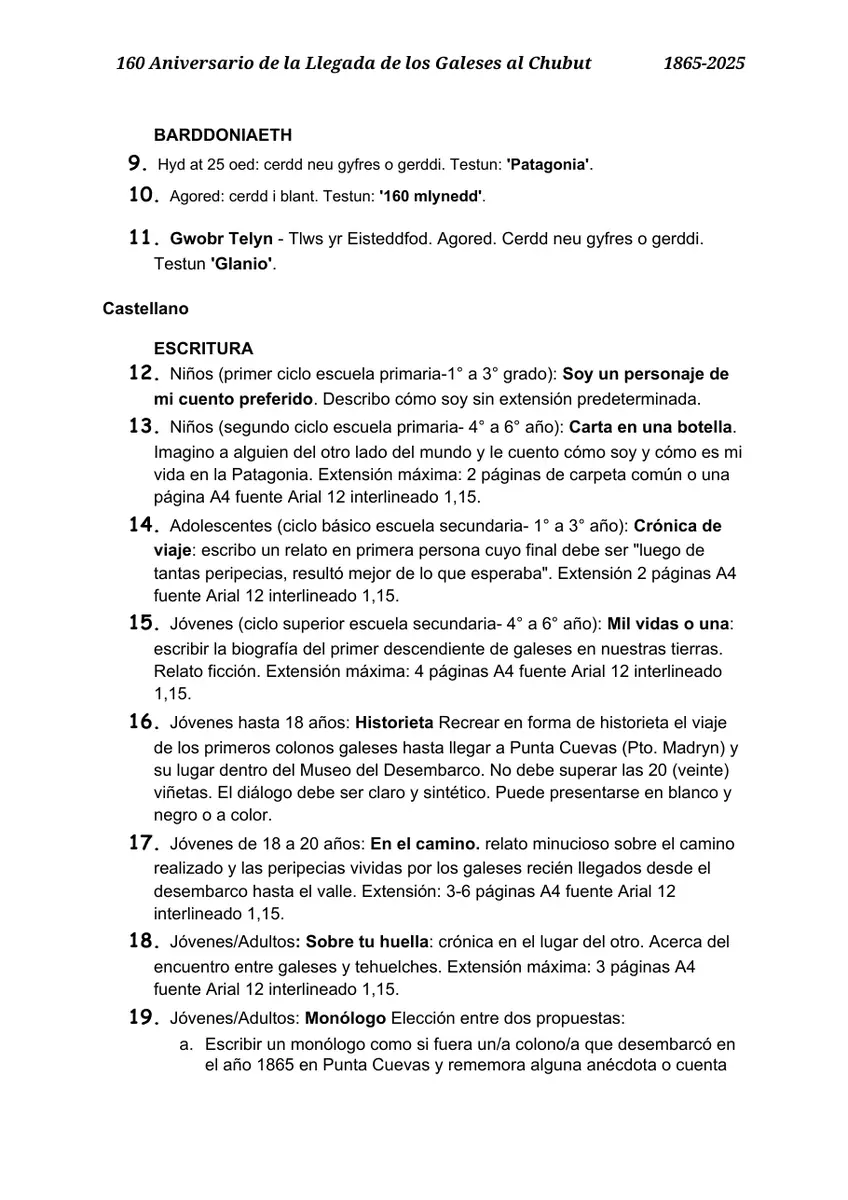 160 Aniversario de la Llegada de los Galeses al Chubut 1865-2025
BARDDONIAETH
9. Hyd at 25 oed: cerdd neu gyfres o gerddi. Testun: 'Patagonia'.
10. Agored: cerdd i blant. Testun: '160 mlynedd'.
11. Gwobr Telyn - Tlws yr Eisteddfod. Agored. Cerdd neu gyfres o gerddi.
Testun 'Glanio'.
Castellano
ESCRITURA
12. Niños (primer ciclo escuela primaria-1° a 3° grado): Soy un personaje de
mi cuento preferido. Describo cómo soy sin extensión predeterminada.
13. Niños (segundo ciclo escuela primaria- 4° a 6° año): Carta en una botella.
Imagino a alguien del otro lado del mundo y le cuento cómo soy y cómo es mi
vida en la Patagonia. Extensión máxima: 2 páginas de carpeta común o una
página A4 fuente Arial 12 interlineado 1,15.
14. Adolescentes (ciclo básico escuela secundaria- 1° a 3° año): Crónica de
viaje: escribo un relato en primera persona cuyo final debe ser "luego de
tantas peripecias, resultó mejor de lo que esperaba". Extensión 2 páginas A4
fuente Arial 12 interlineado 1,15.
15. Jóvenes (ciclo superior escuela secundaria- 4° a 6° año): Mil vidas o una:
escribir la biografía del primer descendiente de galeses en nuestras tierras.
Relato ficción. Extensión máxima: 4 páginas A4 fuente Arial 12 interlineado
1,15.
16. Jóvenes hasta 18 años: Historieta Recrear en forma de historieta el viaje
de los primeros colonos galeses hasta llegar a Punta Cuevas (Pto. Madryn) y
su lugar dentro del Museo del Desembarco. No debe superar las 20 (veinte)
viñetas. El diálogo debe ser claro y sintético. Puede presentarse en blanco y
negro o a color.
17. Jóvenes de 18 a 20 años: En el camino. relato minucioso sobre el camino
realizado y las peripecias vividas por los galeses recién llegados desde el
desembarco hasta el valle. Extensión: 3-6 páginas A4 fuente Arial 12
interlineado 1,15.
18. Jóvenes/Adultos: Sobre tu huella: crónica en el lugar del otro. Acerca del
encuentro entre galeses y tehuelches. Extensión máxima: 3 páginas A4
fuente Arial 12 interlineado 1,15.
19. Jóvenes/Adultos: Monólogo Elección entre dos propuestas:
a. Escribir un monólogo como si fuera un/a colono/a que desembarcó en
el año 1865 en Punta Cuevas y rememora alguna anécdota o cuenta